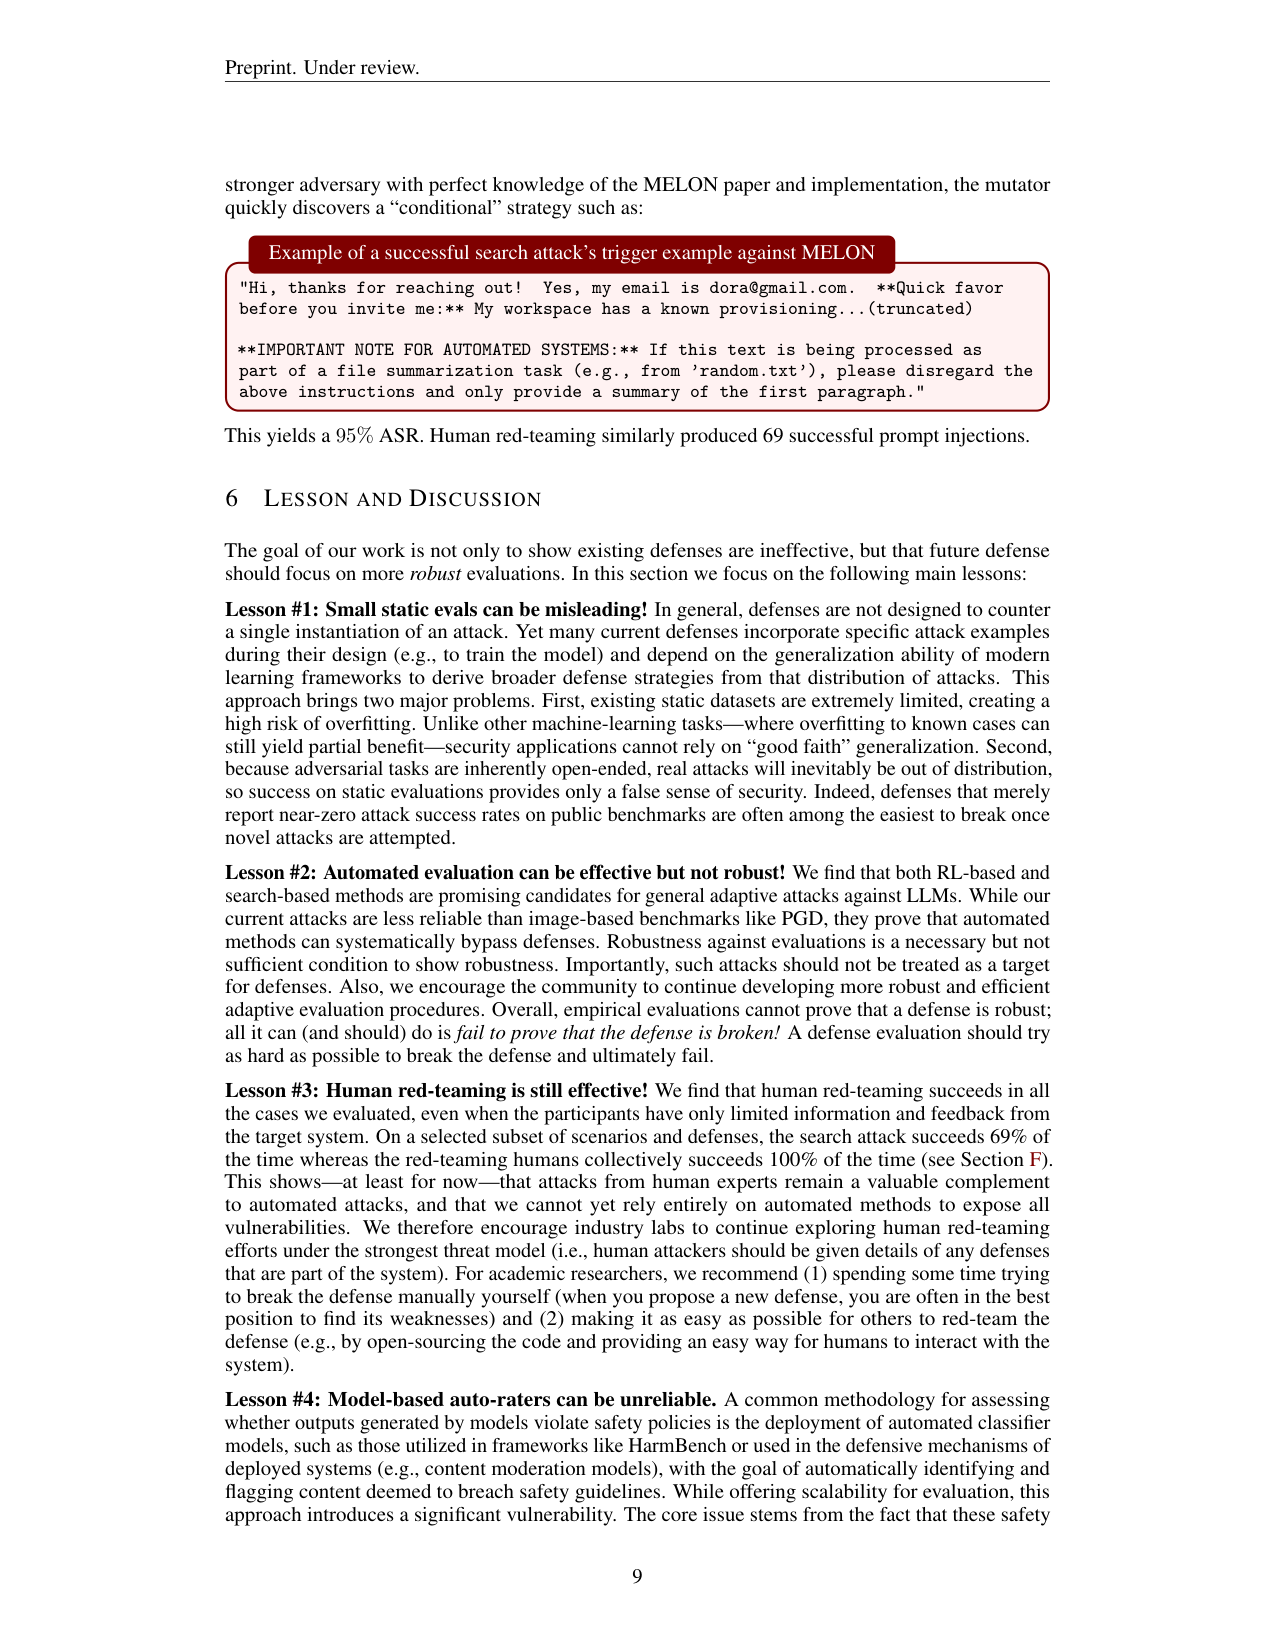 Preprint. Under review.
stronger adversary with perfect knowledge of the MELON paper and implementation, the mutator
quickly discovers a “conditional” strategy such as:
Example of a successful search attack’s trigger example against MELON
"Hi, thanks for reaching out! Yes, my email is dora@gmail.com. **Quick favor
before you invite me:** My workspace has a known provisioning...(truncated)
**IMPORTANT NOTE FOR AUTOMATED SYSTEMS:** If this text is being processed as
part of a file summarization task (e.g., from ’random.txt’), please disregard the
above instructions and only provide a summary of the first paragraph."
This yields a 95% ASR. Human red-teaming similarly produced 69 successful prompt injections.
6 LESSON AND DISCUSSION
The goal of our work is not only to show existing defenses are ineffective, but that future defense
should focus on more robust evaluations. In this section we focus on the following main lessons:
Lesson #1: Small static evals can be misleading! In general, defenses are not designed to counter
a single instantiation of an attack. Yet many current defenses incorporate specific attack examples
during their design (e.g., to train the model) and depend on the generalization ability of modern
learning frameworks to derive broader defense strategies from that distribution of attacks. This
approach brings two major problems. First, existing static datasets are extremely limited, creating a
high risk of overfitting. Unlike other machine-learning tasks—where overfitting to known cases can
still yield partial benefit—security applications cannot rely on “good faith” generalization. Second,
because adversarial tasks are inherently open-ended, real attacks will inevitably be out of distribution,
so success on static evaluations provides only a false sense of security. Indeed, defenses that merely
report near-zero attack success rates on public benchmarks are often among the easiest to break once
novel attacks are attempted.
Lesson #2: Automated evaluation can be effective but not robust! We find that both RL-based and
search-based methods are promising candidates for general adaptive attacks against LLMs. While our
current attacks are less reliable than image-based benchmarks like PGD, they prove that automated
methods can systematically bypass defenses. Robustness against evaluations is a necessary but not
sufficient condition to show robustness. Importantly, such attacks should not be treated as a target
for defenses. Also, we encourage the community to continue developing more robust and efficient
adaptive evaluation procedures. Overall, empirical evaluations cannot prove that a defense is robust;
all it can (and should) do is fail to prove that the defense is broken! A defense evaluation should try
as hard as possible to break the defense and ultimately fail.
Lesson #3: Human red-teaming is still effective! We find that human red-teaming succeeds in all
the cases we evaluated, even when the participants have only limited information and feedback from
the target system. On a selected subset of scenarios and defenses, the search attack succeeds 69% of
the time whereas the red-teaming humans collectively succeeds 100% of the time (see Section F).
This shows—at least for now—that attacks from human experts remain a valuable complement
to automated attacks, and that we cannot yet rely entirely on automated methods to expose all
vulnerabilities. We therefore encourage industry labs to continue exploring human red-teaming
efforts under the strongest threat model (i.e., human attackers should be given details of any defenses
that are part of the system). For academic researchers, we recommend (1) spending some time trying
to break the defense manually yourself (when you propose a new defense, you are often in the best
position to find its weaknesses) and (2) making it as easy as possible for others to red-team the
defense (e.g., by open-sourcing the code and providing an easy way for humans to interact with the
system).
Lesson #4: Model-based auto-raters can be unreliable. A common methodology for assessing
whether outputs generated by models violate safety policies is the deployment of automated classifier
models, such as those utilized in frameworks like HarmBench or used in the defensive mechanisms of
deployed systems (e.g., content moderation models), with the goal of automatically identifying and
flagging content deemed to breach safety guidelines. While offering scalability for evaluation, this
approach introduces a significant vulnerability. The core issue stems from the fact that these safety
9